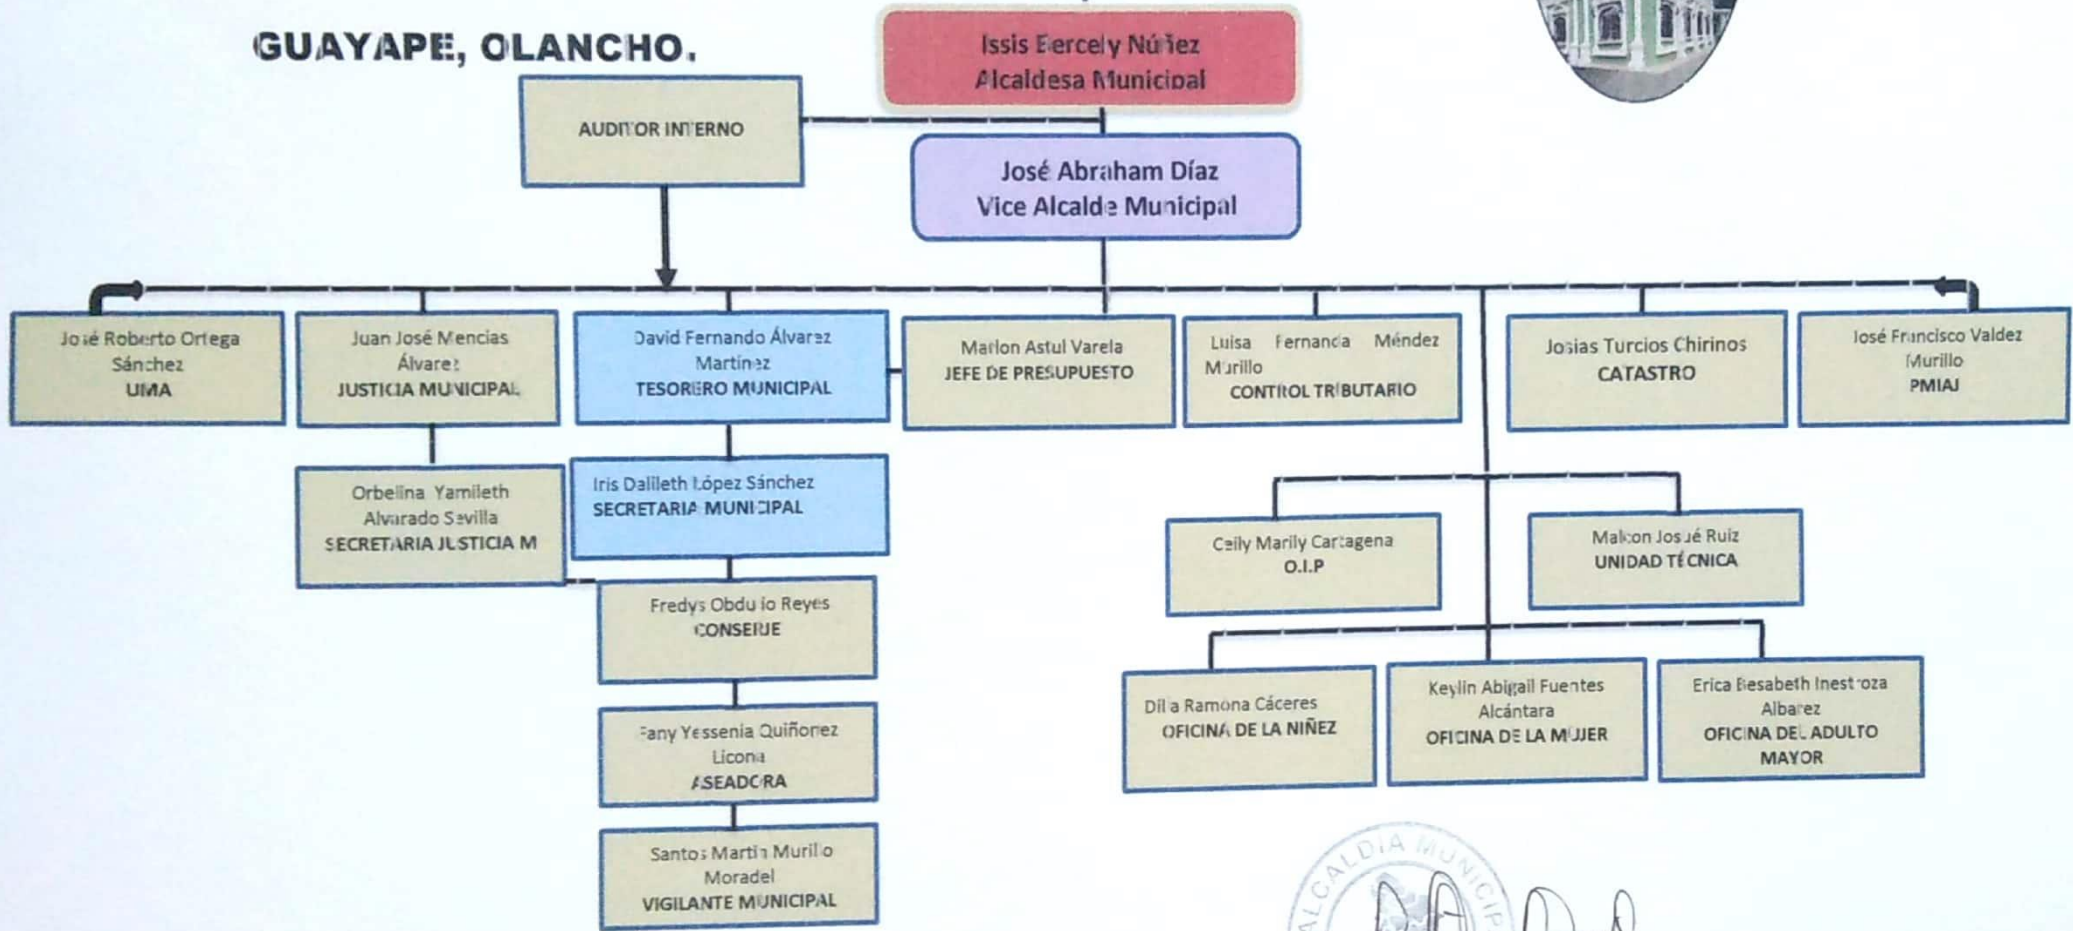 GUAYAPE, OLANCHO.
Issis Bercely Núñez
Alcaldesa Municipal
AUDITOR INTERNO
José Abraham Díaz
Vice Alcalde Municipal
José Roberto Ortega
Sánchez
UMA
Juan José Mencias
Álvarez
JUSTICIA MUNICIPAL
David Fernando Álvarez
Martínez
TESORERO MUNICIPAL
Marlon Astul Varela
JEFE DE PRESUPUESTO
Luisa Fernanda Méndez
Murillo
CONTROL TRIBUTARIO
Josias Turcios Chirinos
CATASTRO
José Francisco Valdez
Murillo
PMIAJ
Orbelina Yamileth
Alvarado Sevilla
SECRETARIA JUSTICIA M
Iris Dalileth López Sánchez
SECRETARIA MUNICIPAL
Ceily Marily Cartagena
O.I.P
Malcon Josué Ruiz
UNIDAD TÉCNICA
Fredys Obdulio Reyes
CONSERJE
Dilia Ramona Cáceres
OFICINA DE LA NIÑEZ
Keylin Abigail Fuentes
Alcántara
OFICINA DE LA MUJER
Erica Besabeth Inestroza
Albarez
OFICINA DEL ADULTO
MAYOR
Fany Yessenia Quiñonez
Licona
ASEADORA
Santos Martin Murillo
Moradel
VIGILANTE MUNICIPAL
ALCALDIA MUNICIP